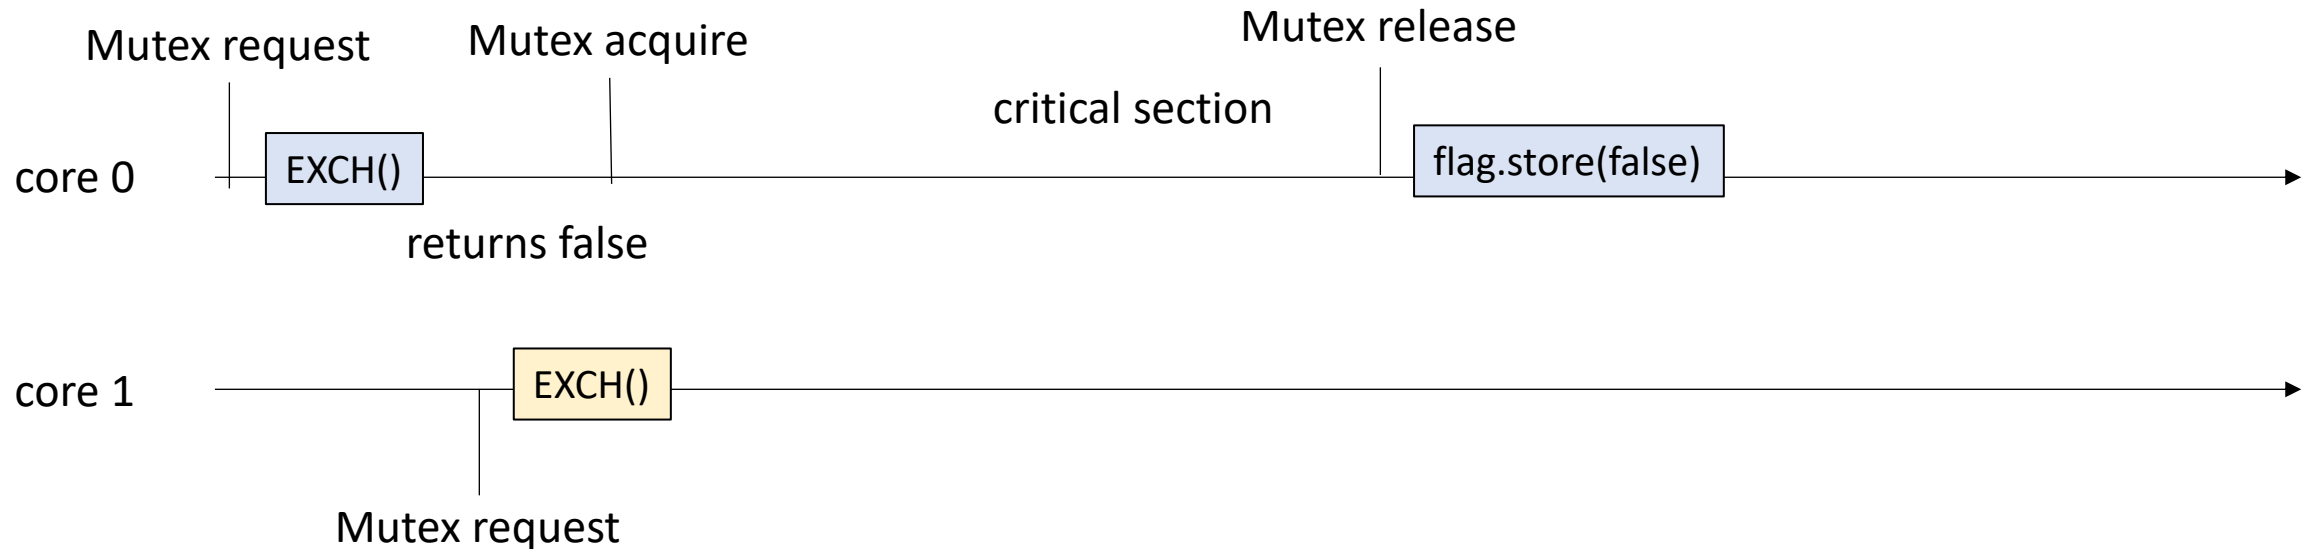 Mutex request
Mutex acquire
Mutex release
critical section
core 0
EXCH()
flag.store(false)
returns false
core 1
EXCH()
Mutex request